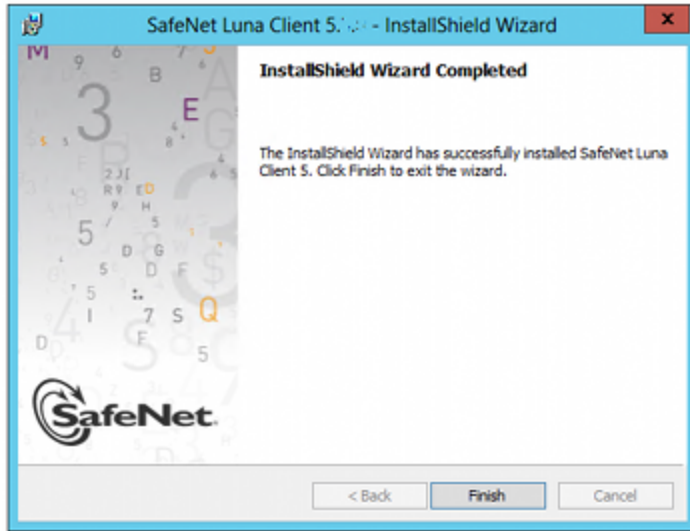 SafeNet Luna Client 5. - InstallShield Wizard
InstallShield Wizard Completed
The InstallShield Wizard has successfully installed SafeNet Luna
Client 5. Click Finish to exit the wizard.
SafeNet.
< Back
Finish
Cancel